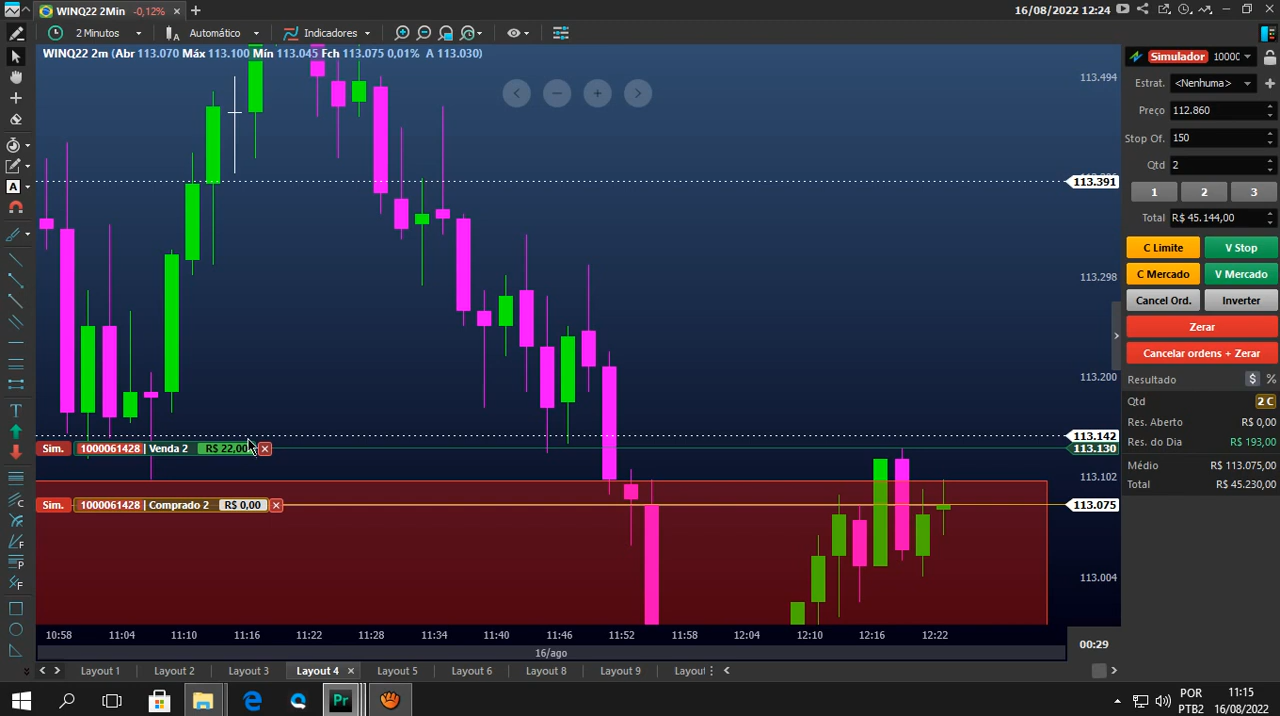 WINQ22 2Min -0,12%
16/08/2022 12:24
2 Minutos
Automático
Indicadores
WINQ22 2m (Abr 113.070 Máx 113.100 Mín 113.045 Fch 113.075 0,01% A 113.030)
113.494
113.391
113.298
113.200
113.142
113.130
113.102
113.075
113.004
Sim. 1000061428 | Venda 2 R$ 22,00
Sim. 1000061428 | Comprado 2 R$ 0,00
10:58 11:04 11:10 11:16 11:22 11:28 11:34 11:40 11:46 11:52 11:58 12:04 12:10 12:16 12:22
16/ago
00:29
Layout 1 Layout 2 Layout 3 Layout 4 Layout 5 Layout 6 Layout 8 Layout 9 Layout
Simulador 1000
Estrat. <Nenhuma>
Preço 112.860
Stop Of. 150
Qtd 2
1 2 3
Total R$ 45.144,00
C Limite V Stop
C Mercado V Mercado
Cancel Ord. Inverter
Zerar
Cancelar ordens + Zerar
Resultado $ %
Qtd 2 C
Res. Aberto R$ 0,00
Res. do Dia R$ 193,00
Médio R$ 113.075,00
Total R$ 45.230,00
Pr
POR 11:15
PTB2 16/08/2022